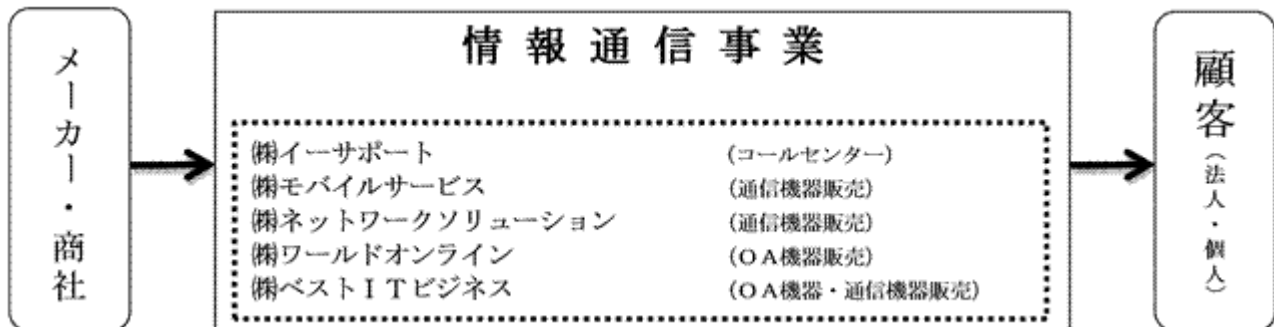 メーカー・商社
情報通信事業
㈱イーサポート (コールセンター)
㈱モバイルサービス (通信機器販売)
㈱ネットワークソリューション (通信機器販売)
㈱ワールドオンライン (ＯＡ機器販売)
㈱ベストＩＴビジネス (ＯＡ機器・通信機器販売)
顧客(法人・個人)